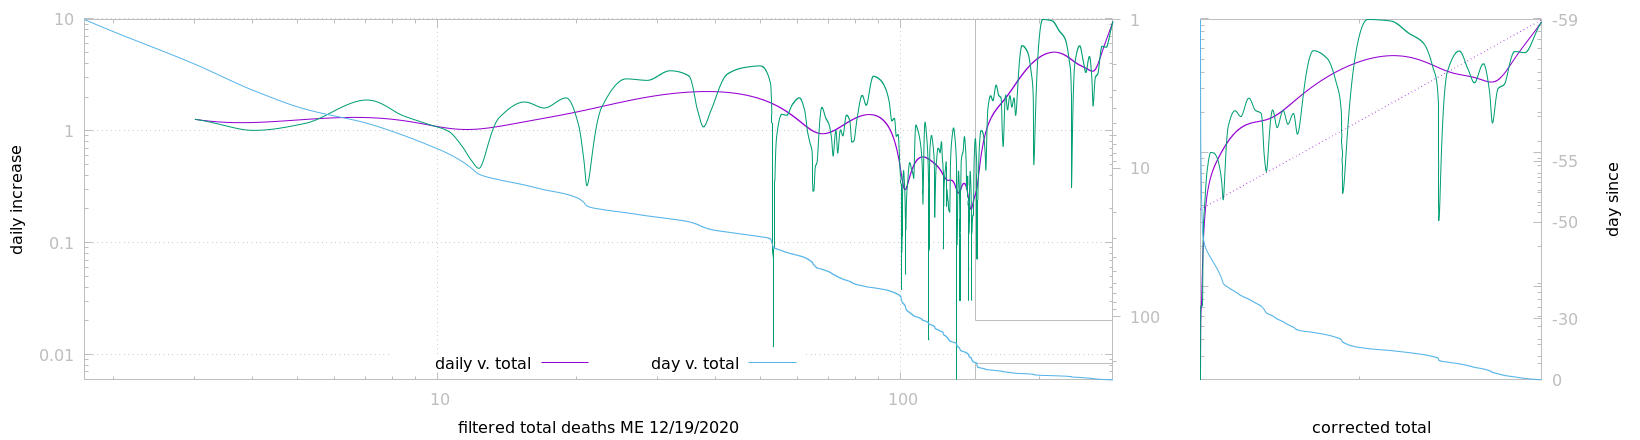 10
1
0.1
0.01
daily increase
10
100
filtered total deaths ME 12/19/2020
daily v. total
day v. total
1
10
100
-59
-55
-50
-30
0
day since
corrected total